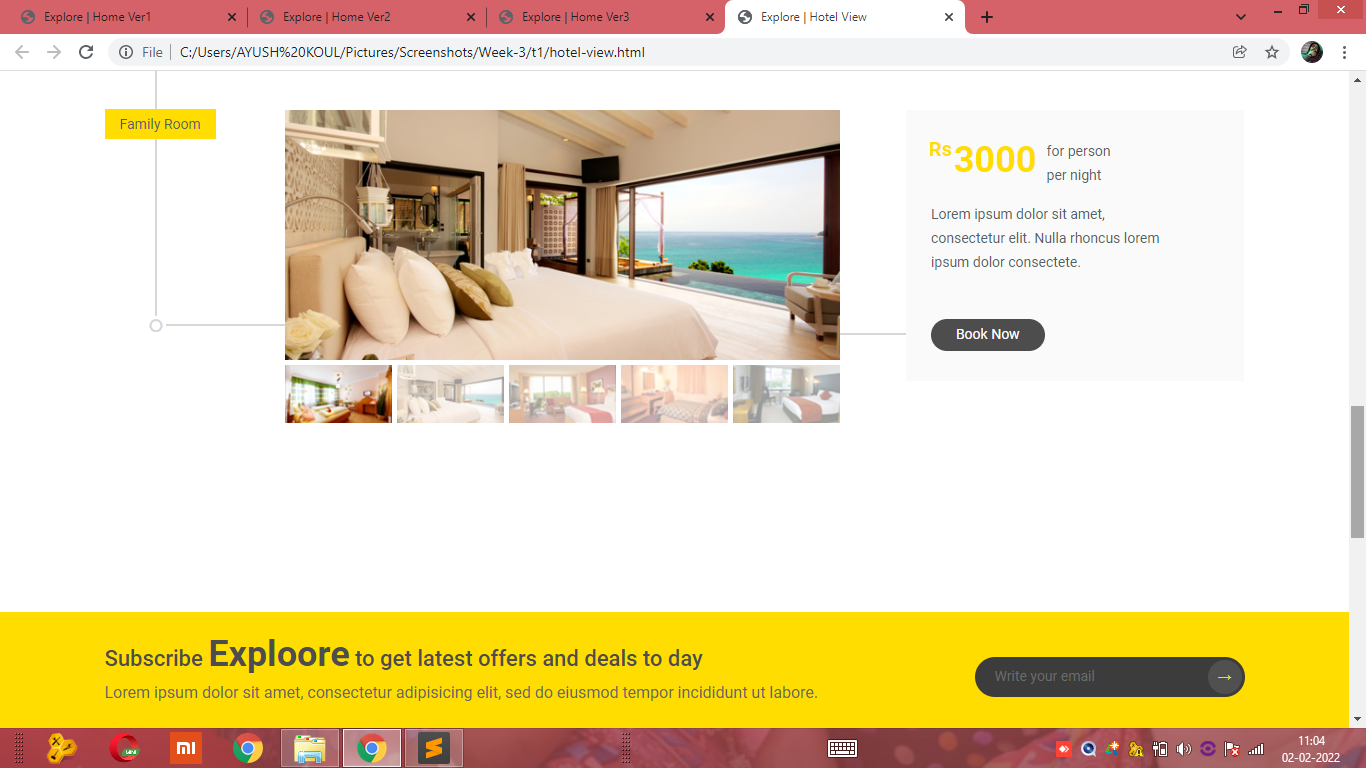 Explore | Home Ver1
Explore | Home Ver2
Explore | Home Ver3
Explore | Hotel View
File
C:/Users/AYUSH%20KOUL/Pictures/Screenshots/Week-3/t1/hotel-view.html
Family Room
Rs 3000 for person
per night
Lorem ipsum dolor sit amet,
consectetur elit. Nulla rhoncus lorem
ipsum dolor consectete.
Book Now
Subscribe Exploore to get latest offers and deals to day
Lorem ipsum dolor sit amet, consectetur adipisicing elit, sed do eiusmod tempor incididunt ut labore.
Write your email →
11:04
02-02-2022